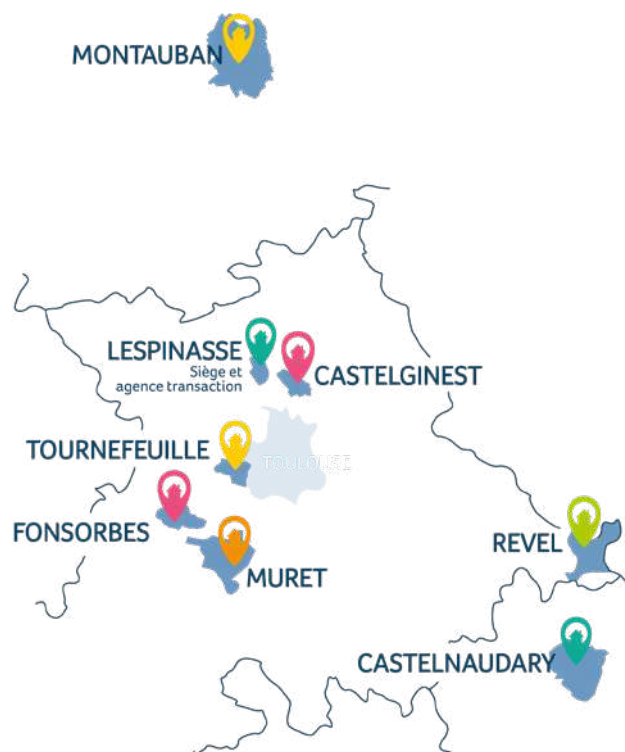 MONTAUBAN
LESPINASSE
Siège et
agence transaction
CASTELGINEST
TOURNEFEUILLE
TOULOUSE
FONSORBES
REVEL
MURET
CASTELNAUDARY